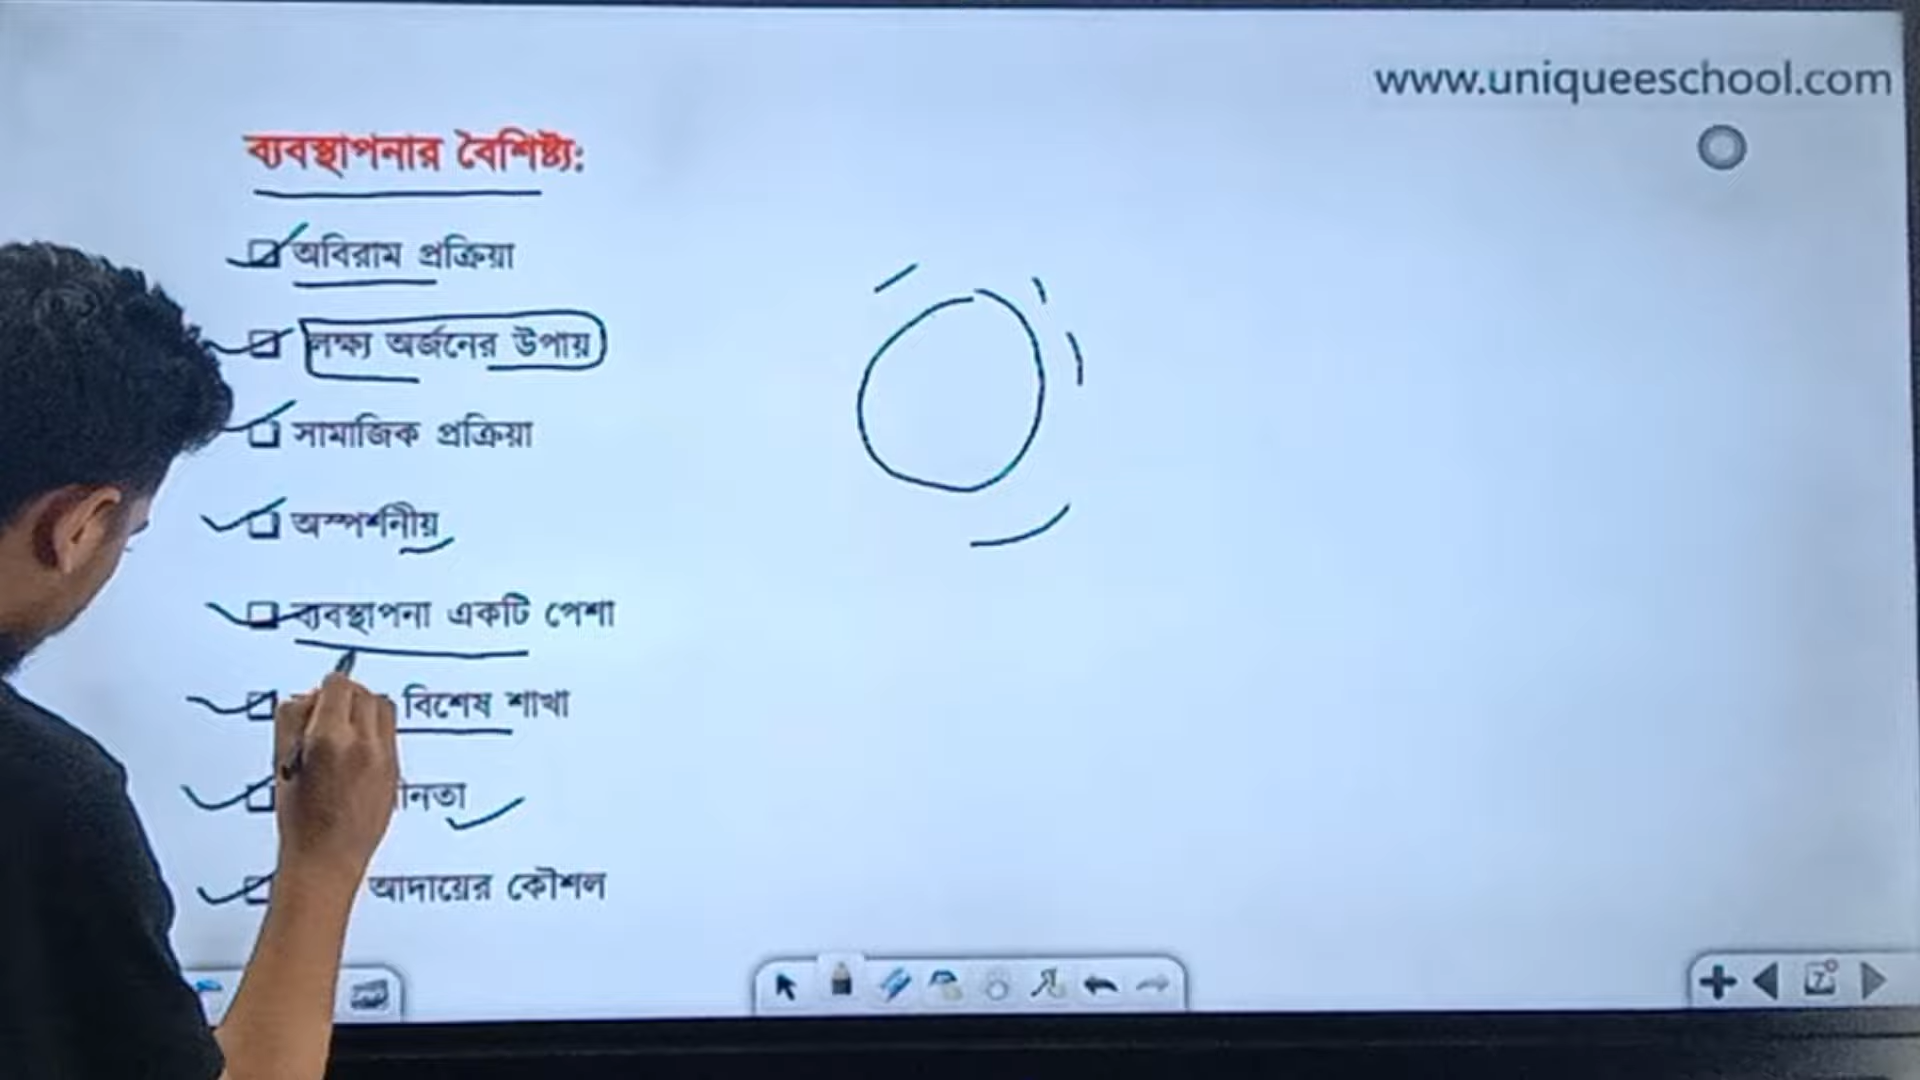 www.uniqueeschool.com
ব্যবস্থাপনার বৈশিষ্ট্য:
অবিরাম প্রক্রিয়া
লক্ষ্য অর্জনের উপায়
সামাজিক প্রক্রিয়া
অস্পর্শনীয়
ব্যবস্থাপনা একটি পেশা
বিশেষ শাখা
আদায়ের কৌশল
7